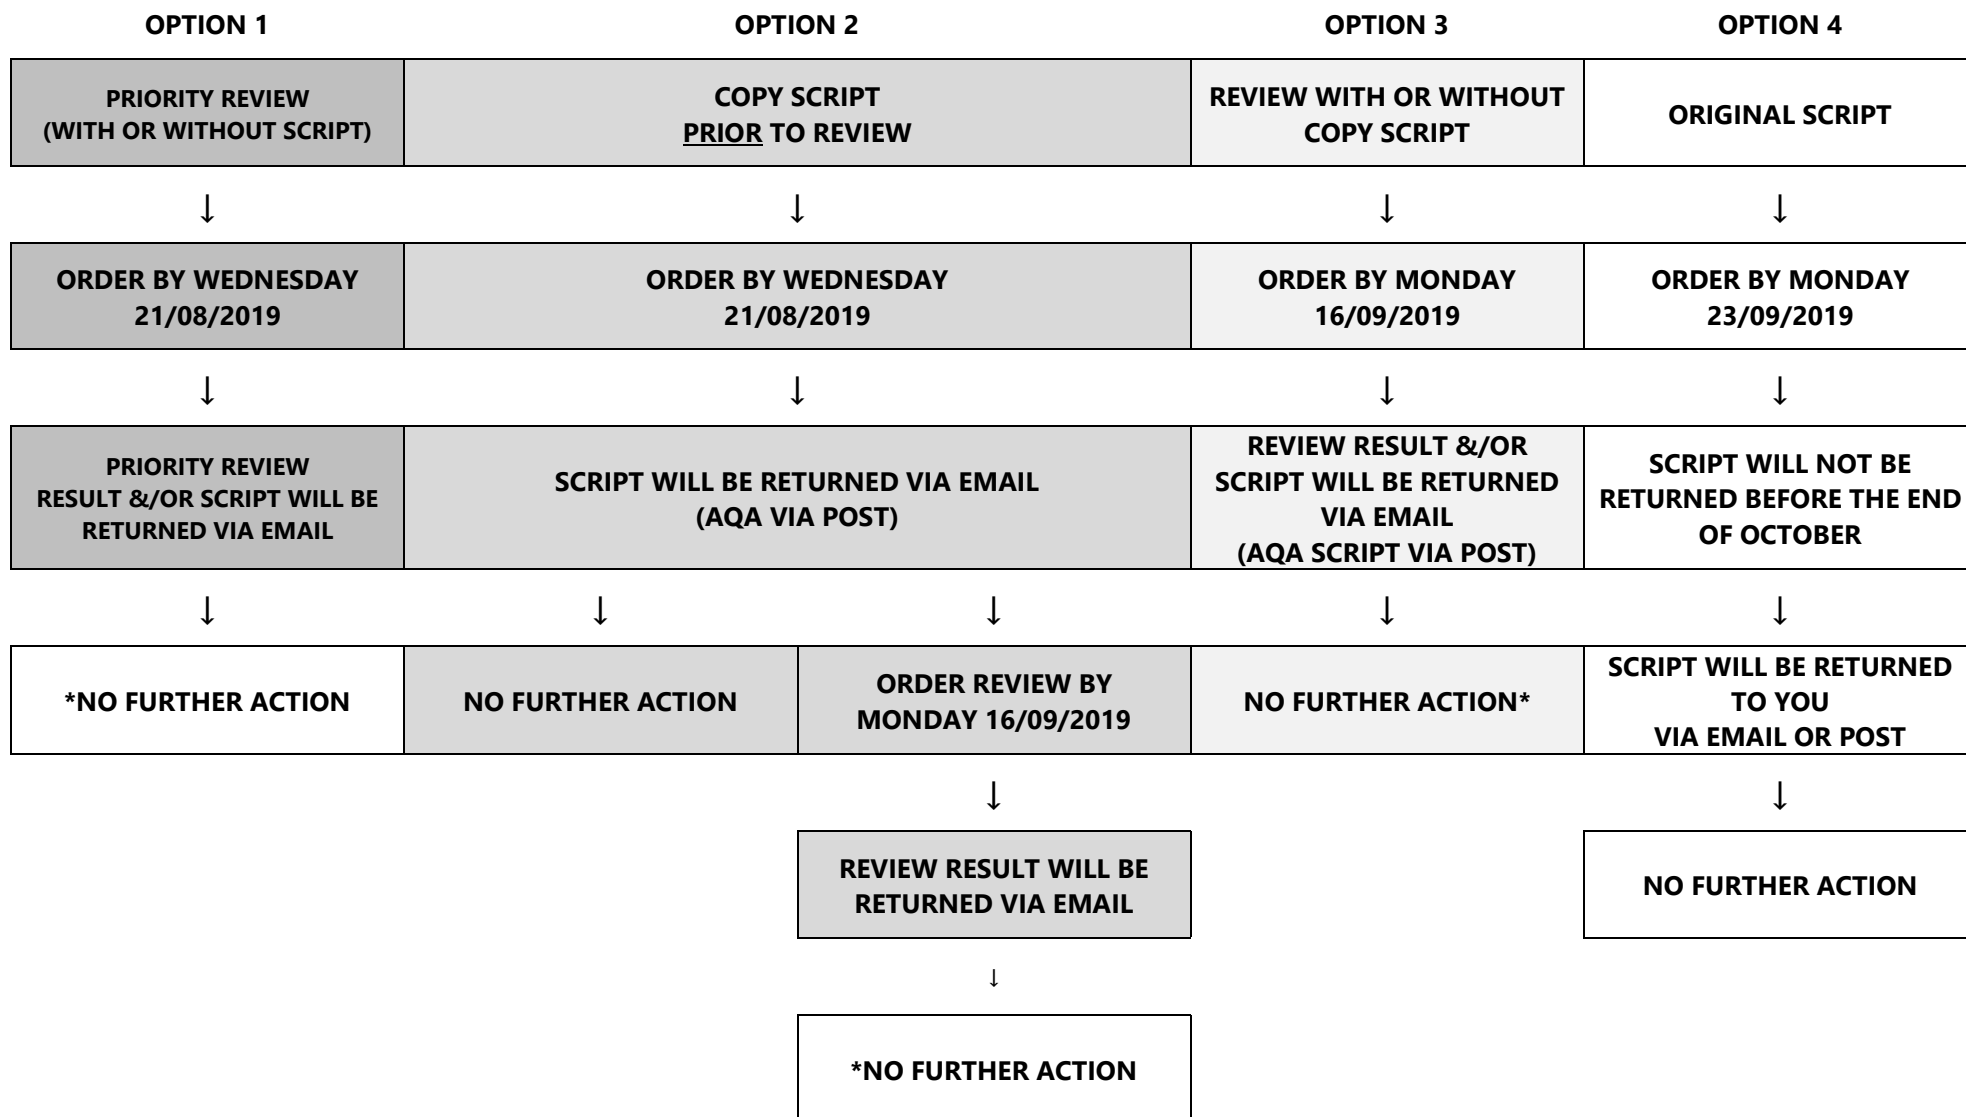 OPTION 1
OPTION 2
OPTION 3
OPTION 4
PRIORITY REVIEW
(WITH OR WITHOUT SCRIPT)
COPY SCRIPT
PRIOR TO REVIEW
REVIEW WITH OR WITHOUT
COPY SCRIPT
ORIGINAL SCRIPT
↓
↓
↓
↓
ORDER BY WEDNESDAY
21/08/2019
ORDER BY WEDNESDAY
21/08/2019
ORDER BY MONDAY
16/09/2019
ORDER BY MONDAY
23/09/2019
↓
↓
↓
↓
PRIORITY REVIEW
RESULT &/OR SCRIPT WILL BE
RETURNED VIA EMAIL
SCRIPT WILL BE RETURNED VIA EMAIL
(AQA VIA POST)
REVIEW RESULT &/OR
SCRIPT WILL BE RETURNED
VIA EMAIL
(AQA SCRIPT VIA POST)
SCRIPT WILL NOT BE
RETURNED BEFORE THE END
OF OCTOBER
↓
↓
↓
↓
↓
*NO FURTHER ACTION
NO FURTHER ACTION
ORDER REVIEW BY
MONDAY 16/09/2019
NO FURTHER ACTION*
SCRIPT WILL BE RETURNED
TO YOU
VIA EMAIL OR POST
↓
↓
REVIEW RESULT WILL BE
RETURNED VIA EMAIL
NO FURTHER ACTION
↓
*NO FURTHER ACTION